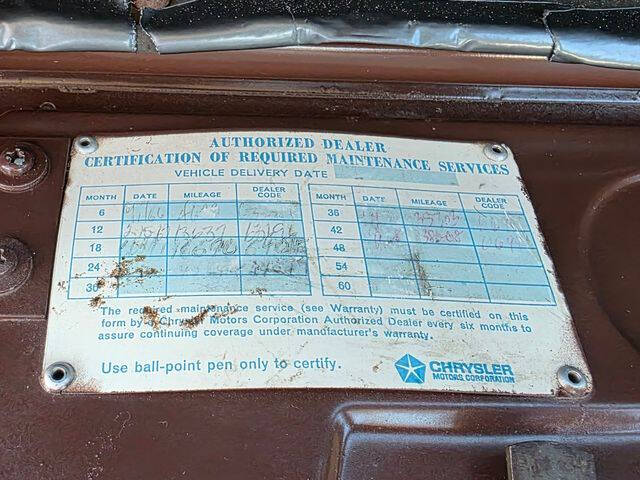 AUTHORIZED DEALER
CERTIFICATION OF REQUIRED MAINTENANCE SERVICES
VEHICLE DELIVERY DATE
MONTH DATE MILEAGE DEALER CODE MONTH DATE MILEAGE DEALER CODE
6 36
12 42
18 48
24 54
30 60
The required maintenance service (see Warranty) must be certified on this
form by a Chrysler Motors Corporation Authorized Dealer every six months to
assure continuing coverage under manufacturer's warranty.
Use ball-point pen only to certify.
CHRYSLER
MOTORS CORPORATION